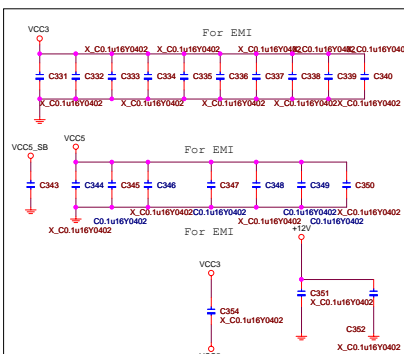 For EMI
VCC3
X_C0.1u16Y0402 X_C0.1u16Y0402 X_C0.1u16Y0402 X_C0.1u16Y0402
C331 C332 C333 C334 C335 C336 C337 C338 C339 C340
X_C0.1u16Y0402 X_C0.1u16Y0402 X_C0.1u16Y0402 X_C0.1u16Y0402 X_C0.1u16Y0402
VCC5 For EMI
VCC5_SB
C343 C344 C345 C346 C347 C348 C349 C350
X_C0.1u16Y0402 C0.1u16Y0402 C0.1u16Y0402 X_C0.1u16Y0402
C0.1u16Y0402 X_C0.1u16Y0402 C0.1u16Y0402
X_C0.1u16Y0402
For EMI
+12V
VCC3
C351
X_C0.1u16Y0402
C354
X_C0.1u16Y0402
C352
X_C0.1u16Y0402